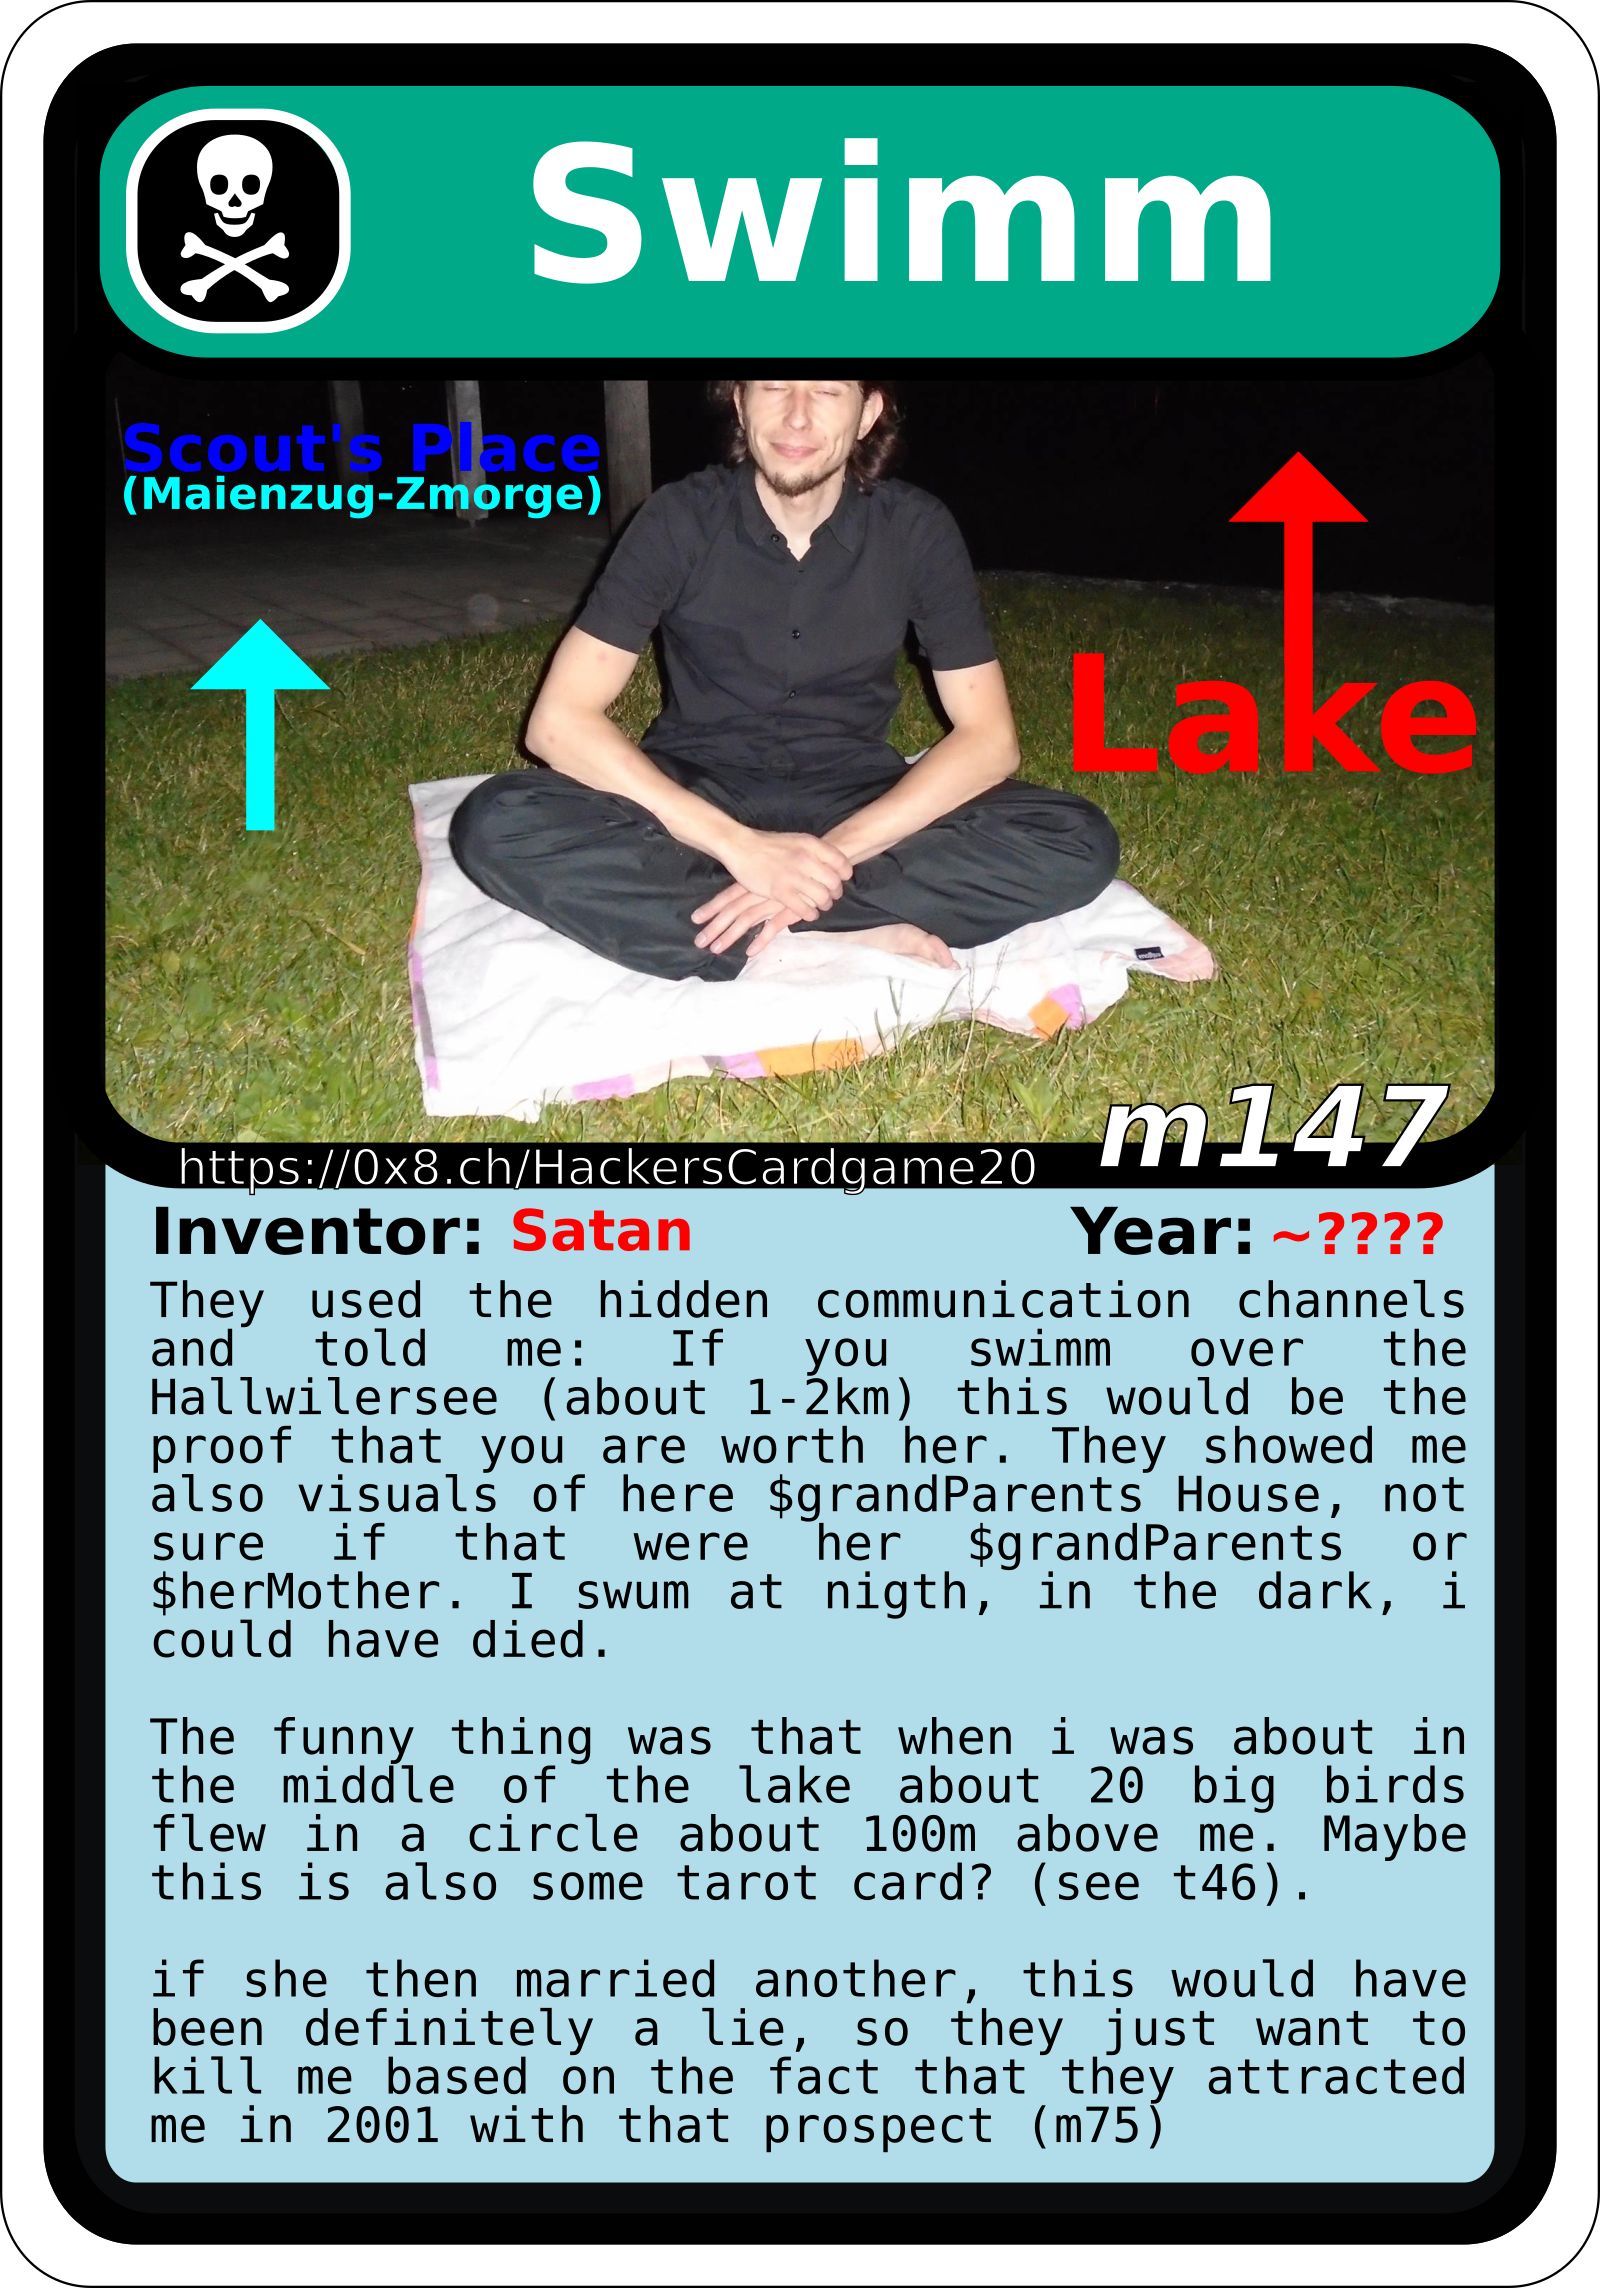 Swimm
Scout's Place
(Maienzug-Zmorge)
Lake
m147
https://0x8.ch/HackersCardgame20
Inventor: Satan Year: ~????
They used the hidden communication channels
and told me: If you swimm over the
Hallwilersee (about 1-2km) this would be the
proof that you are worth her. They showed me
also visuals of here $grandParents House, not
sure if that were her $grandParents or
$herMother. I swum at nigth, in the dark, i
could have died.
The funny thing was that when i was about in
the middle of the lake about 20 big birds
flew in a circle about 100m above me. Maybe
this is also some tarot card? (see t46).
if she then married another, this would have
been definitely a lie, so they just want to
kill me based on the fact that they attracted
me in 2001 with that prospect (m75)